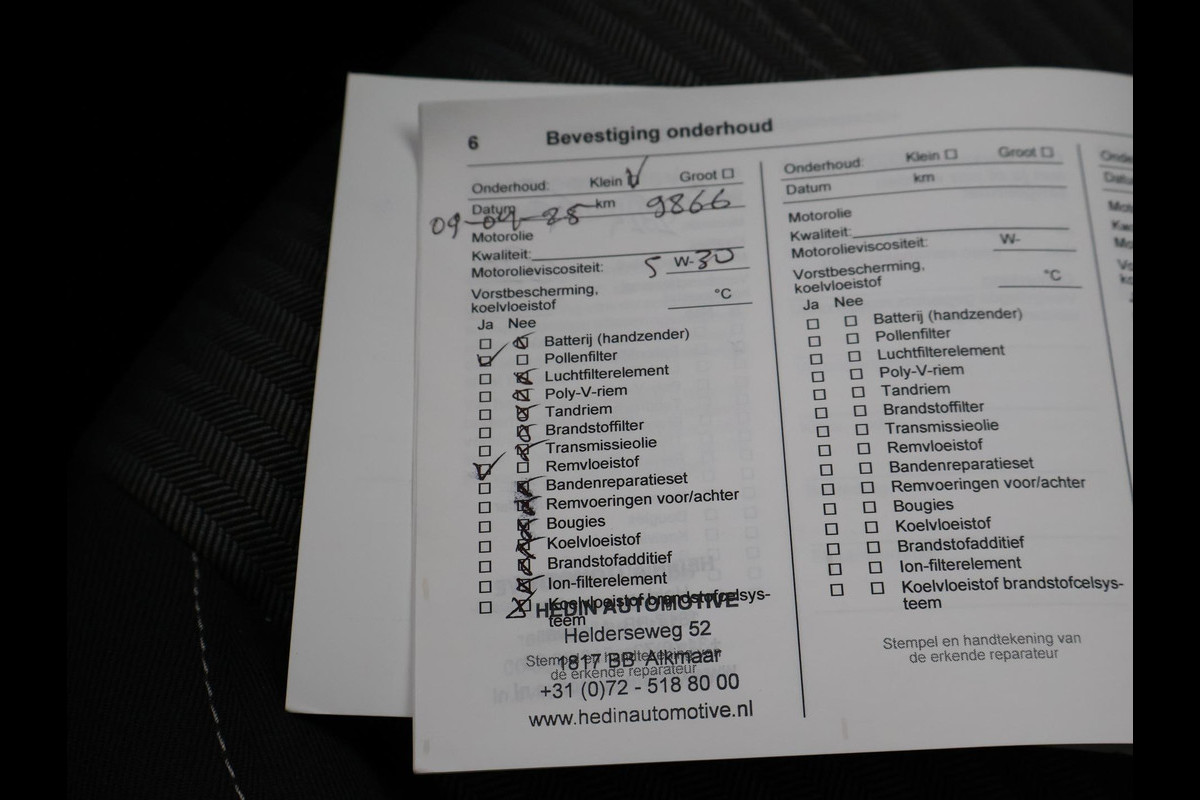 6 Bevestiging onderhoud
Onderhoud: Klein Groot
Datum km 9866
09-
Motorolie
Kwaliteit:
Motorolieviscositeit: 5 W-30
Vorstbescherming,
koelvloeistof °C
Ja Nee
Batterij (handzender)
Pollenfilter
Luchtfilterelement
Poly-V-riem
Tandriem
Brandstoffilter
Transmissieolie
Remvloeistof
Bandenreparatieset
Remvoeringen voor/achter
Bougies
Koelvloeistof
Brandstofadditief
Ion-filterelement
Koelvloeistof brandstofcelsys-
teem
HEDIN AUTOMOTIVE
Helderseweg 52
Stempel en handtekening van
1817 BB Alkmaar
de erkende reparateur
+31 (0)72 - 518 80 00
www.hedinautomotive.nl
Onderhoud: Klein Groot
Datum km
Motorolie
Kwaliteit:
Motorolieviscositeit: W-
Vorstbescherming,
koelvloeistof °C
Ja Nee
Batterij (handzender)
Pollenfilter
Luchtfilterelement
Poly-V-riem
Tandriem
Brandstoffilter
Transmissieolie
Remvloeistof
Bandenreparatieset
Remvoeringen voor/achter
Bougies
Koelvloeistof
Brandstofadditief
Ion-filterelement
Koelvloeistof brandstofcelsys-
teem
Stempel en handtekening van
de erkende reparateur